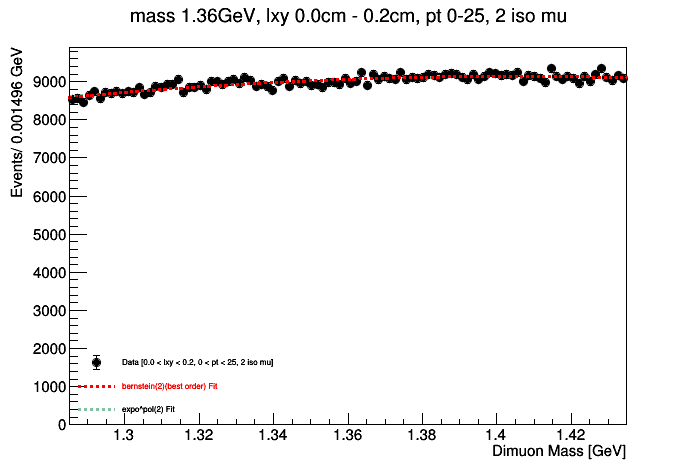 mass 1.36GeV, lxy 0.0cm - 0.2cm, pt 0-25, 2 iso mu
Events/ 0.001496 GeV
9000
8000
7000
6000
5000
4000
3000
2000
1000
0
Data [0.0 < lxy < 0.2, 0 < pt < 25, 2 iso mu]
bernstein(2)(best order) Fit
expo^pol(2) Fit
1.3
1.32
1.34
1.36
1.38
1.4
1.42
Dimuon Mass [GeV]